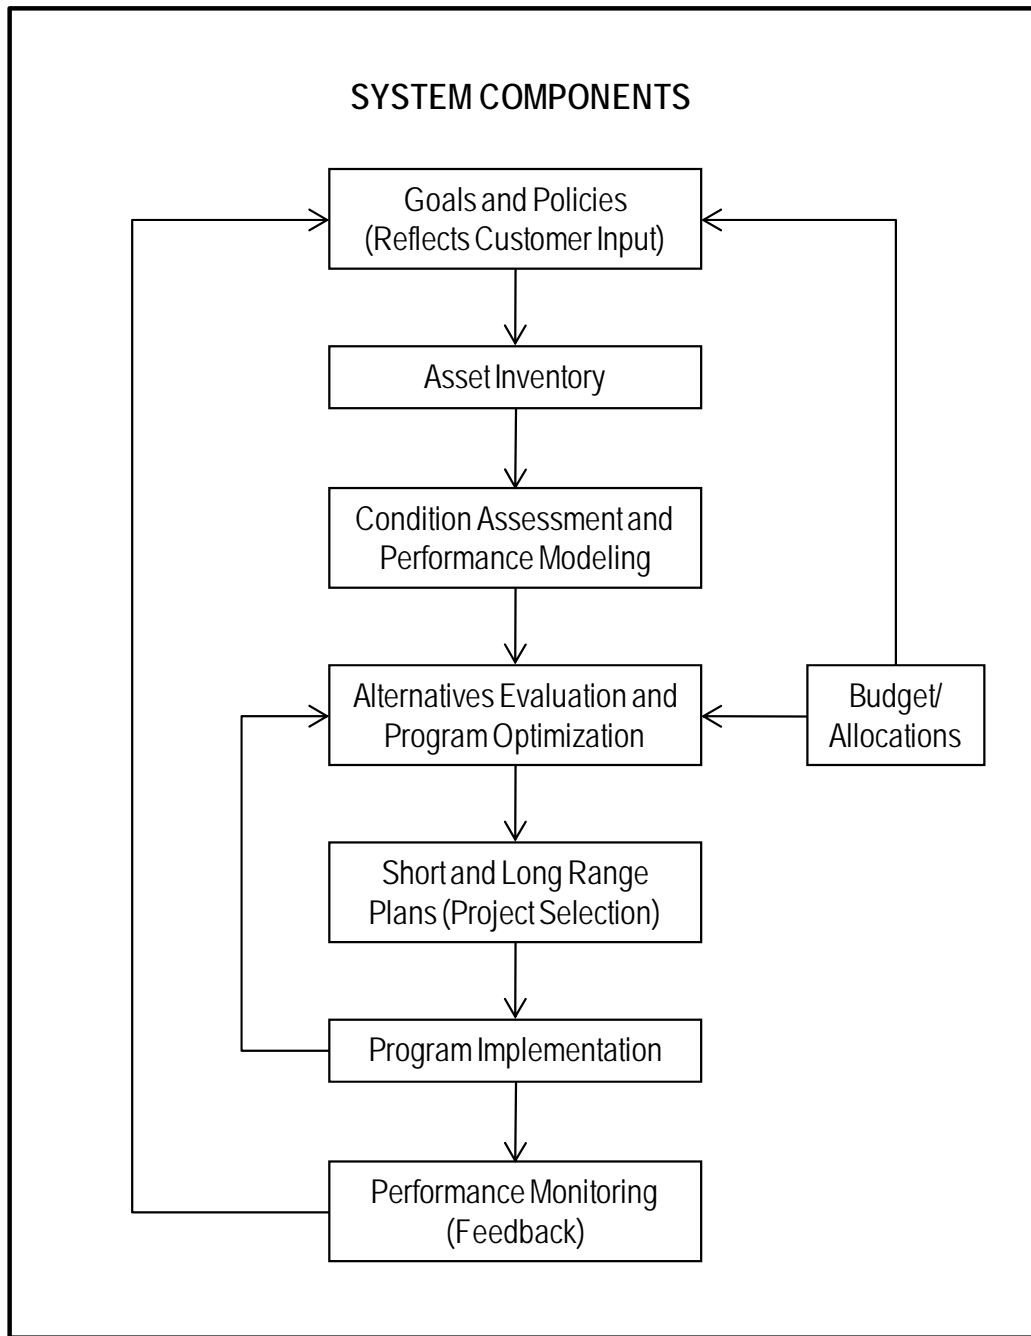 SYSTEM COMPONENTS
Goals and Policies
(Reflects Customer Input)
Asset Inventory
Condition Assessment and
Performance Modeling
Alternatives Evaluation and
Program Optimization
Budget/
Allocations
Short and Long Range
Plans (Project Selection)
Program Implementation
Performance Monitoring
(Feedback)